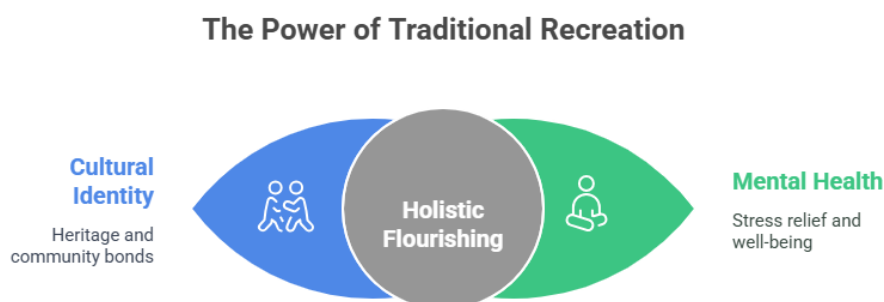 The Power of Traditional Recreation
Cultural
Identity
Heritage and
community bonds
Holistic
Flourishing
Mental Health
Stress relief and
well-being